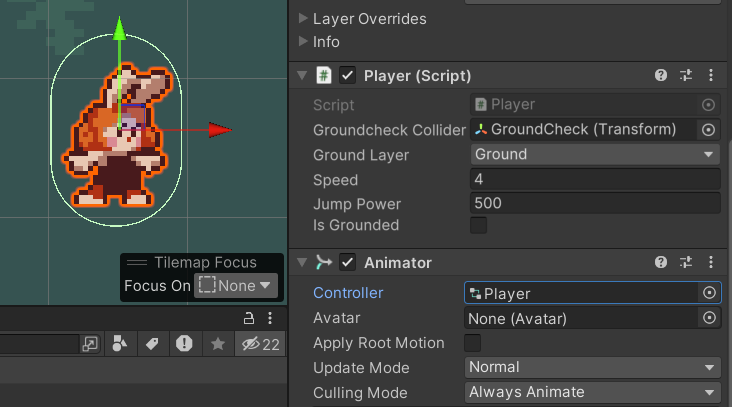 Layer Overrides
Info
Player (Script)
Script Player
Groundcheck Collider GroundCheck (Transform)
Ground Layer Ground
Speed 4
Jump Power 500
Is Grounded
Tilemap Focus
Focus On None
22
Animator
Controller Player
Avatar None (Avatar)
Apply Root Motion
Update Mode Normal
Culling Mode Always Animate